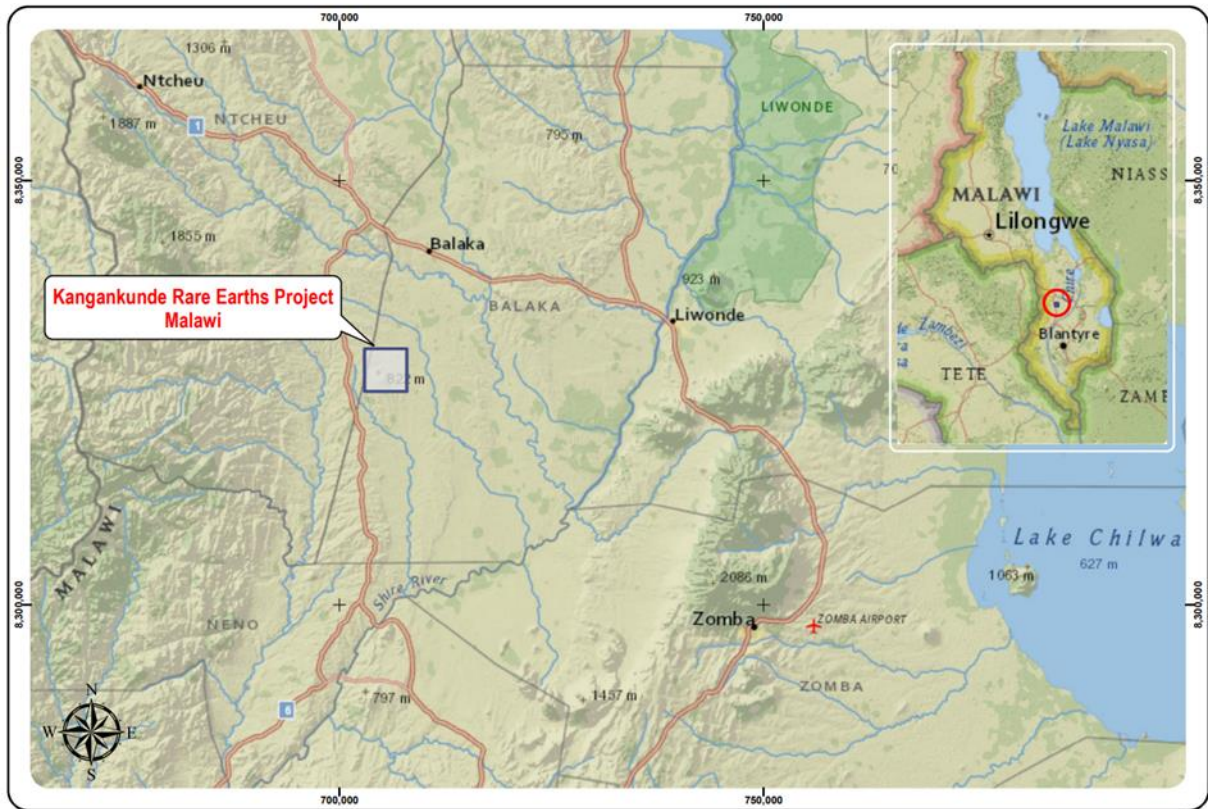 700,000
750,000
1306 m
Ntcheu
NTCHEU
1887 m
1
795 m
LIWONDE
8,350,000
8,350,000
1855 m
Balaka
BALAKA
923 m
Liwonde
Kangankunde Rare Earths Project
Malawi
822 m
Lake Malawi
(Lake Nyasa)
NIASS
MALAWI
Lilongwe
Shire
Zambezi
Blantyre
TETE
ZAMB
MALAWI
Shire River
NENO
8,300,000
8,300,000
2086 m
Zomba
ZOMBA AIRPORT
ZOMBA
Lake Chilwa
627 m
1063 m
1457 m
797 m
6
N
W
E
S
700,000
750,000